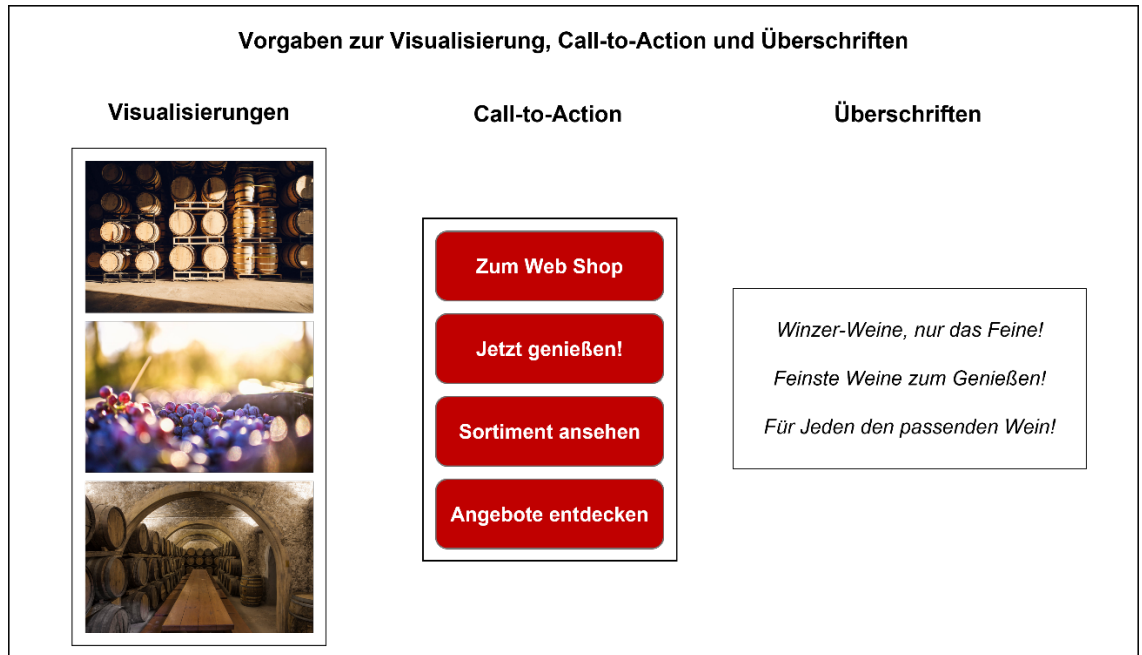 Vorgaben zur Visualisierung, Call-to-Action und Überschriften
Visualisierungen
Call-to-Action
Zum Web Shop
Jetzt genießen!
Sortiment ansehen
Angebote entdecken
Überschriften
Winzer-Weine, nur das Feine!
Feinste Weine zum Genießen!
Für Jeden den passenden Wein!